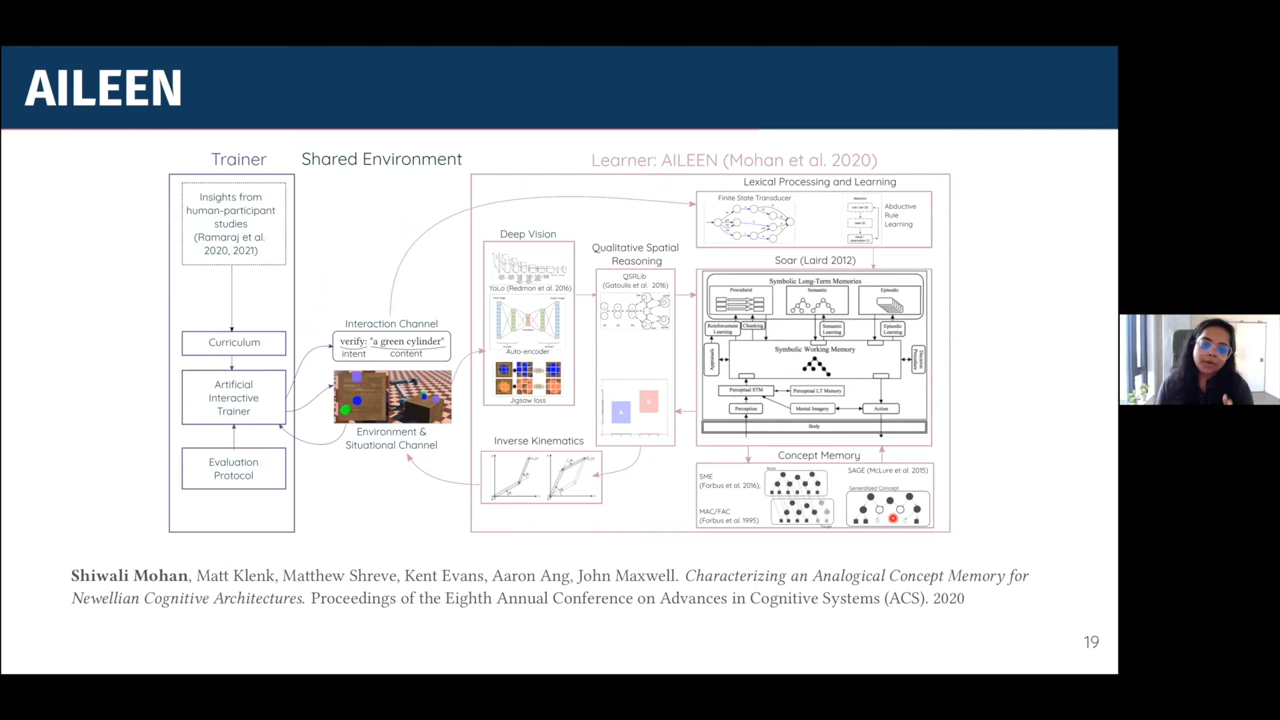 AILEEN
Trainer
Shared Environment
Learner: AILEEN (Mohan et al. 2020)
Insights from
human-participant
studies
(Ramaraj et al.
2020, 2021)
Curriculum
Artificial
Interactive
Trainer
Evaluation
Protocol
Interaction Channel
verify: "a green cylinder"
intent content
Environment &
Situational Channel
Deep Vision
YoLo (Redmon et al. 2016)
Auto-encoder
Jigsaw loss
Qualitative Spatial
Reasoning
QSRLib
(Gatoulis et al. 2016)
A
Inverse Kinematics
Lexical Processing and Learning
Finite State Transducer
Abductive
Rule
Learning
Soar (Laird 2012)
Symbolic Long-Term Memories
Procedural Semantic Episodic
Reinforcement
Learning
Chunking
Semantic
Learning
Episodic
Learning
Symbolic Working Memory
Perceptual STM Perceptual LT Memory
Perception Mental Imagery Action
Body
Concept Memory
SME
(Forbus et al. 2016),
MAC/FAC
(Forbus et al. 1995)
SAGE (McLure et al. 2015)
Generalized Concept
Shiwali Mohan, Matt Klenk, Matthew Shreve, Kent Evans, Aaron Ang, John Maxwell. Characterizing an Analogical Concept Memory for
Newellian Cognitive Architectures. Proceedings of the Eighth Annual Conference on Advances in Cognitive Systems (ACS). 2020
19